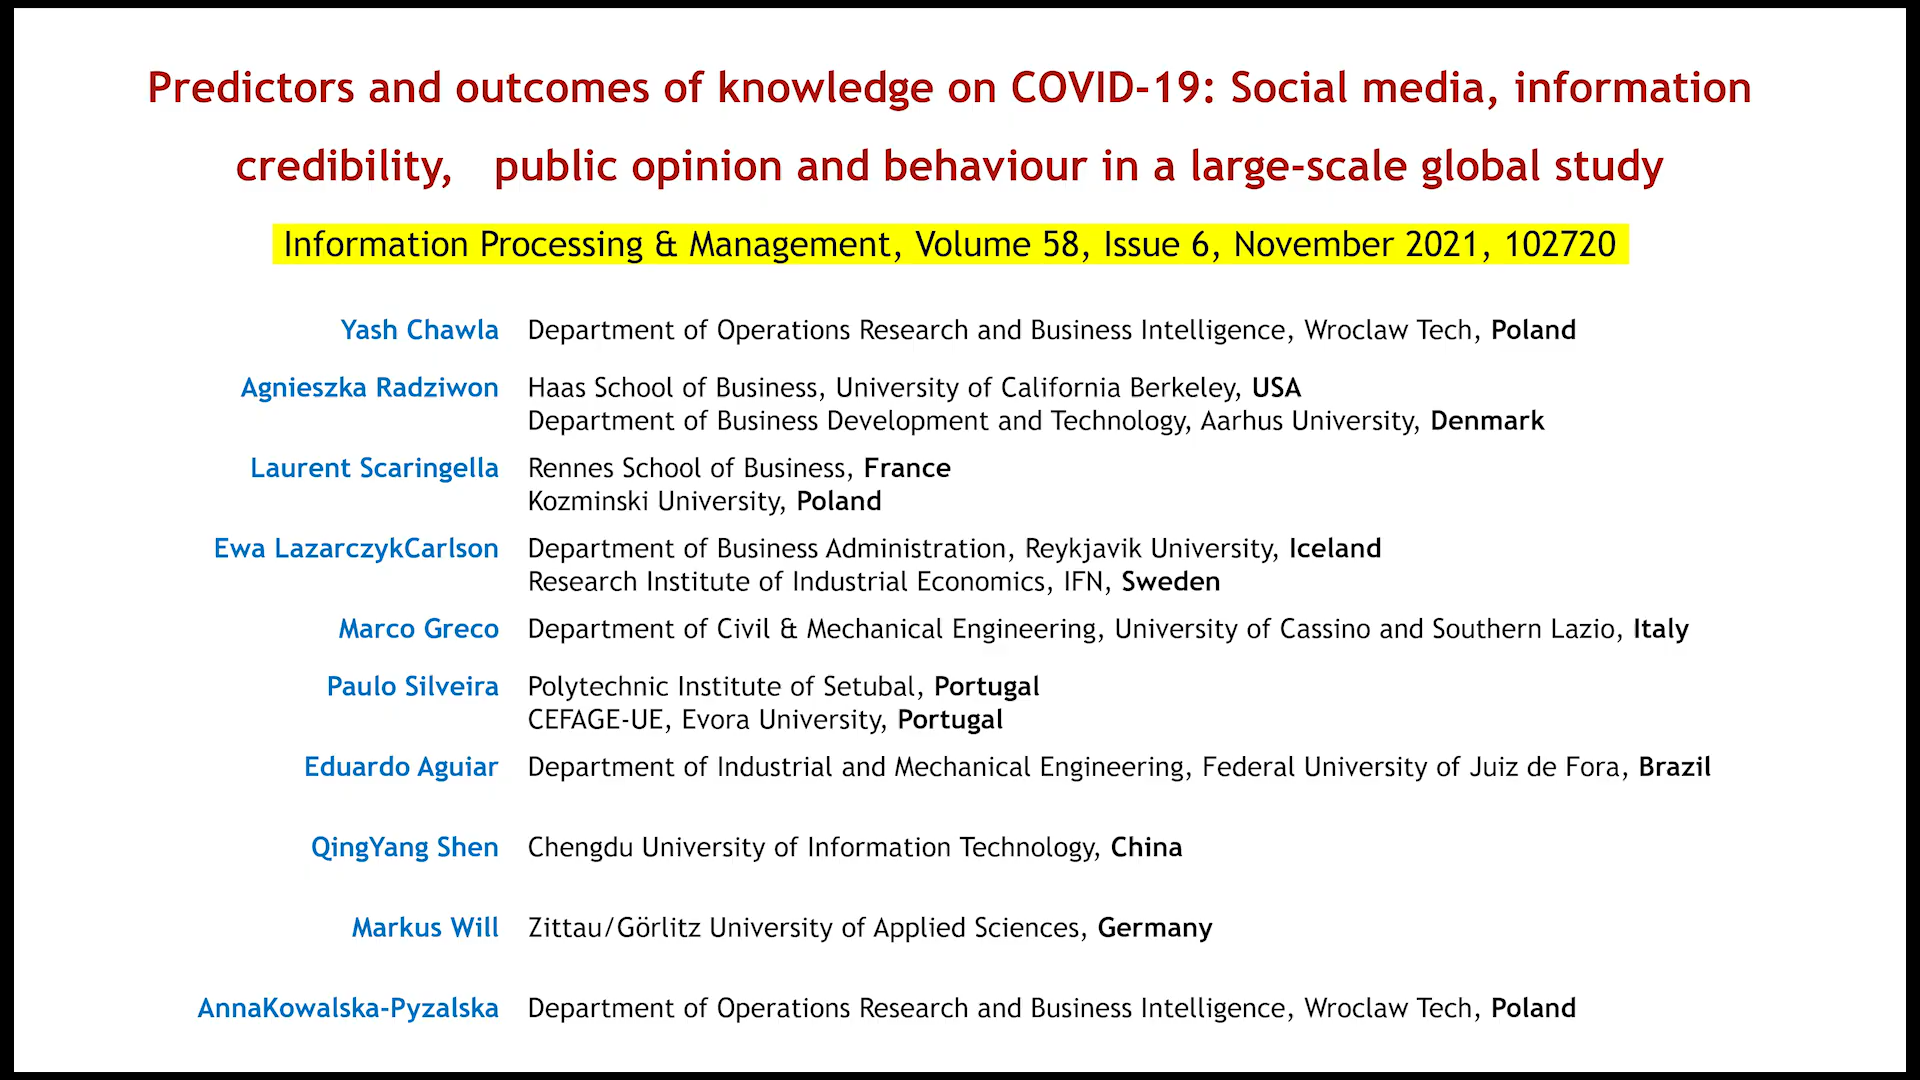 Predictors and outcomes of knowledge on COVID-19: Social media, information
credibility, public opinion and behaviour in a large-scale global study
Information Processing & Management, Volume 58, Issue 6, November 2021, 102720
Yash Chawla Department of Operations Research and Business Intelligence, Wroclaw Tech, Poland
Agnieszka Radziwon Haas School of Business, University of California Berkeley, USA
Department of Business Development and Technology, Aarhus University, Denmark
Laurent Scaringella Rennes School of Business, France
Kozminski University, Poland
Ewa LazarczykCarlson Department of Business Administration, Reykjavik University, Iceland
Research Institute of Industrial Economics, IFN, Sweden
Marco Greco Department of Civil & Mechanical Engineering, University of Cassino and Southern Lazio, Italy
Paulo Silveira Polytechnic Institute of Setubal, Portugal
CEFAGE-UE, Evora University, Portugal
Eduardo Aguiar Department of Industrial and Mechanical Engineering, Federal University of Juiz de Fora, Brazil
QingYang Shen Chengdu University of Information Technology, China
Markus Will Zittau/Görlitz University of Applied Sciences, Germany
AnnaKowalska-Pyzalska Department of Operations Research and Business Intelligence, Wroclaw Tech, Poland